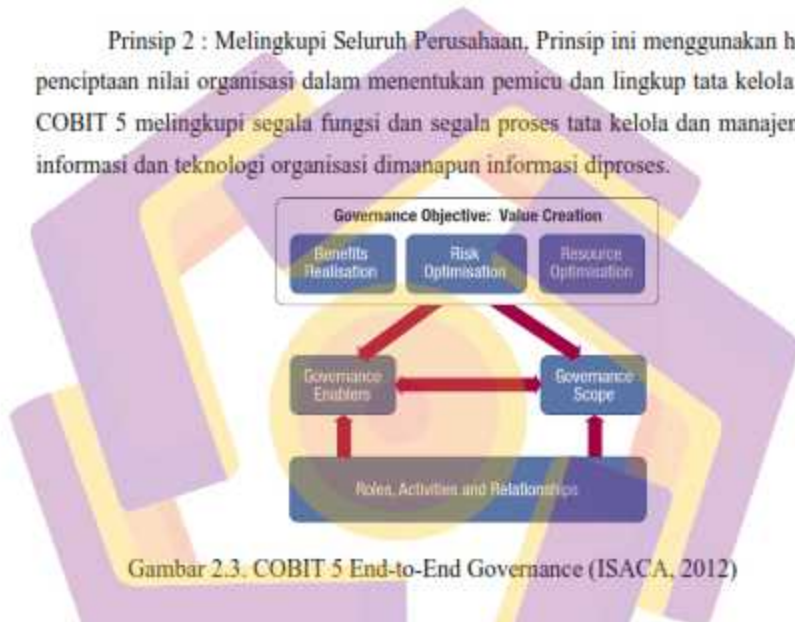 Prinsip 2 : Melingkupi Seluruh Perusahaan, Prinsip ini menggunakan
penciptaan nilai organisasi dalam menentukan pemicu dan lingkup tata kelola
COBIT 5 melingkupi segala fungsi dan segala proses tata kelola dan
informasi dan teknologi organisasi dimanapun informasi diproses.
Governance Objective: Value Creation
Benefits Realisation
Risk Optimisation
Resource Optimisation
Governance Enablers
Governance Scope
Roles, Activities and Relationships
Gambar 2.3. COBIT 5 End-to-End Governance (ISACA, 2012)